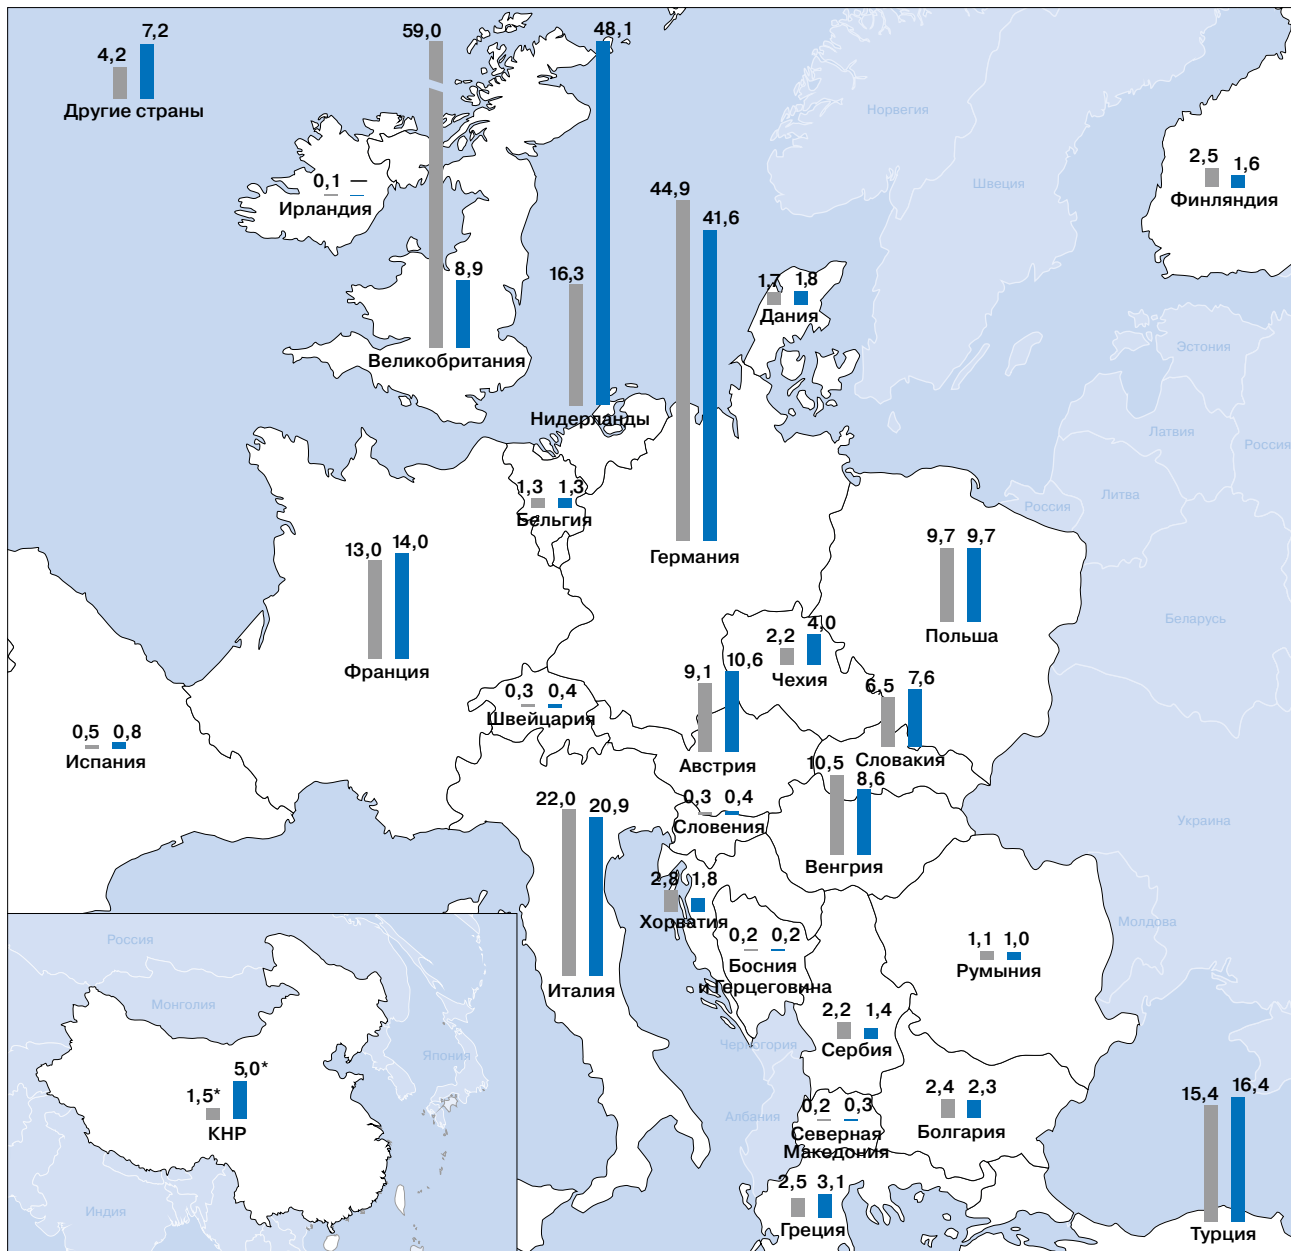 4,2 7,2
Другие страны
59,0 8,9
Великобритания
0,1 —
Ирландия
16,3 48,1
Нидерланды
44,9 41,6
Германия
1,7 1,8
Дания
2,5 1,6
Финляндия
Норвегия
Швеция
Эстония
Латвия
Россия
Литва
Россия
Беларусь
Украина
Молдова
1,3 1,3
Бельгия
13,0 14,0
Франция
9,7 9,7
Польша
2,2 4,0
Чехия
9,1 10,6
Австрия
6,5 7,6
Словакия
0,3 0,4
Швейцария
0,5 0,8
Испания
10,5 8,6
Венгрия
0,3 0,4
Словения
22,0 20,9
Италия
2,8 1,8
Хорватия
0,2 0,2
Босния
и Герцеговина
1,1 1,0
Румыния
2,2 1,4
Сербия
Черногория
Албания
2,4 2,3
Болгария
0,2 0,3
Северная
Македония
2,5 3,1
Греция
15,4 16,4
Турция
Россия
Монголия
Япония
1,5* 5,0*
КНР
Индия